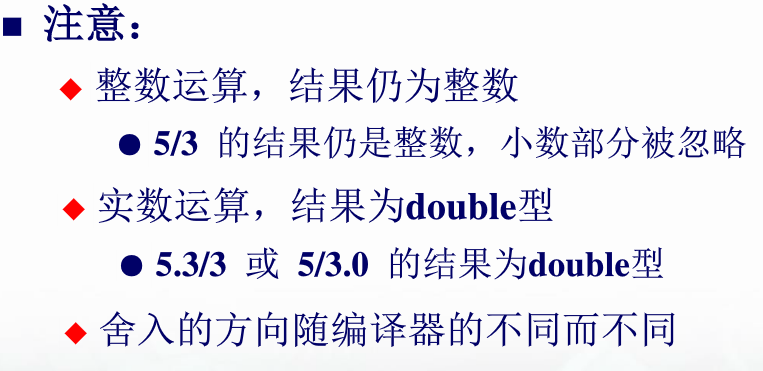 注意：
整数运算，结果仍为整数
5/3 的结果仍是整数，小数部分被忽略
实数运算，结果为double型
5.3/3 或 5/3.0 的结果为double型
舍入的方向随编译器的不同而不同